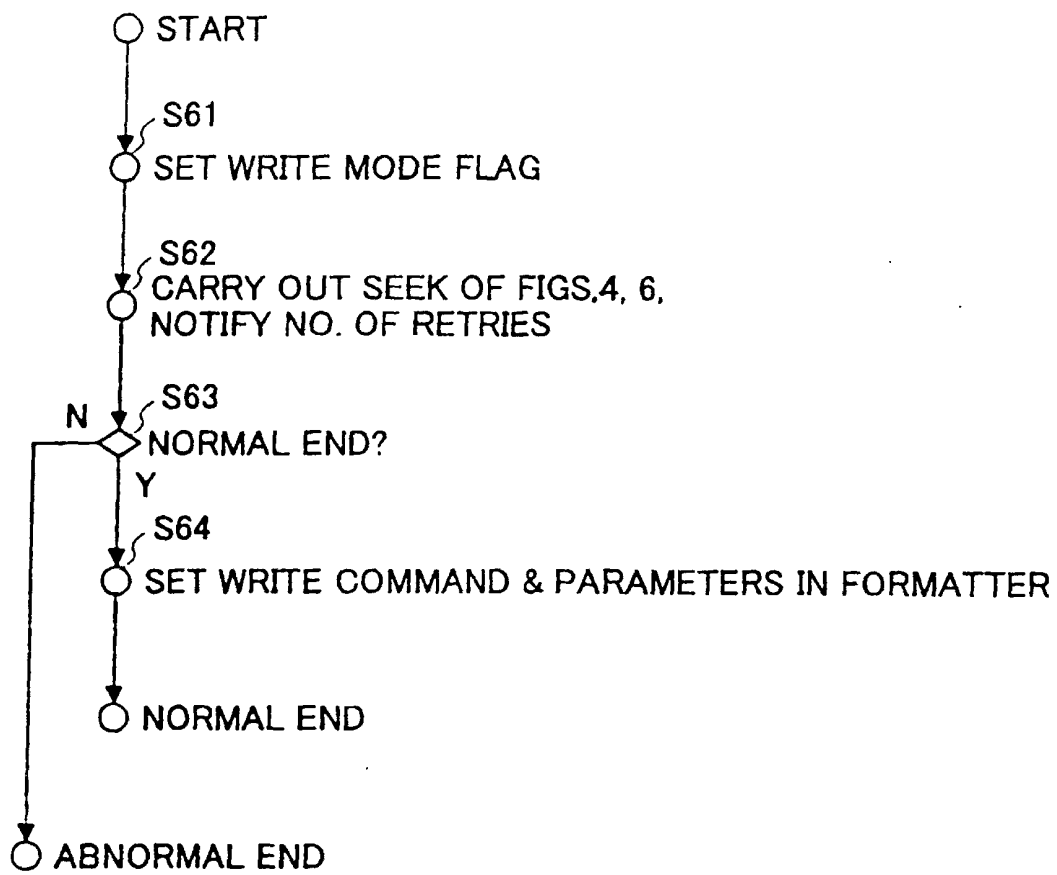 START
S61
SET WRITE MODE FLAG
S62
CARRY OUT SEEK OF FIGS.4, 6,
NOTIFY NO. OF RETRIES
S63
N
NORMAL END?
Y
S64
SET WRITE COMMAND & PARAMETERS IN FORMATTER
NORMAL END
ABNORMAL END